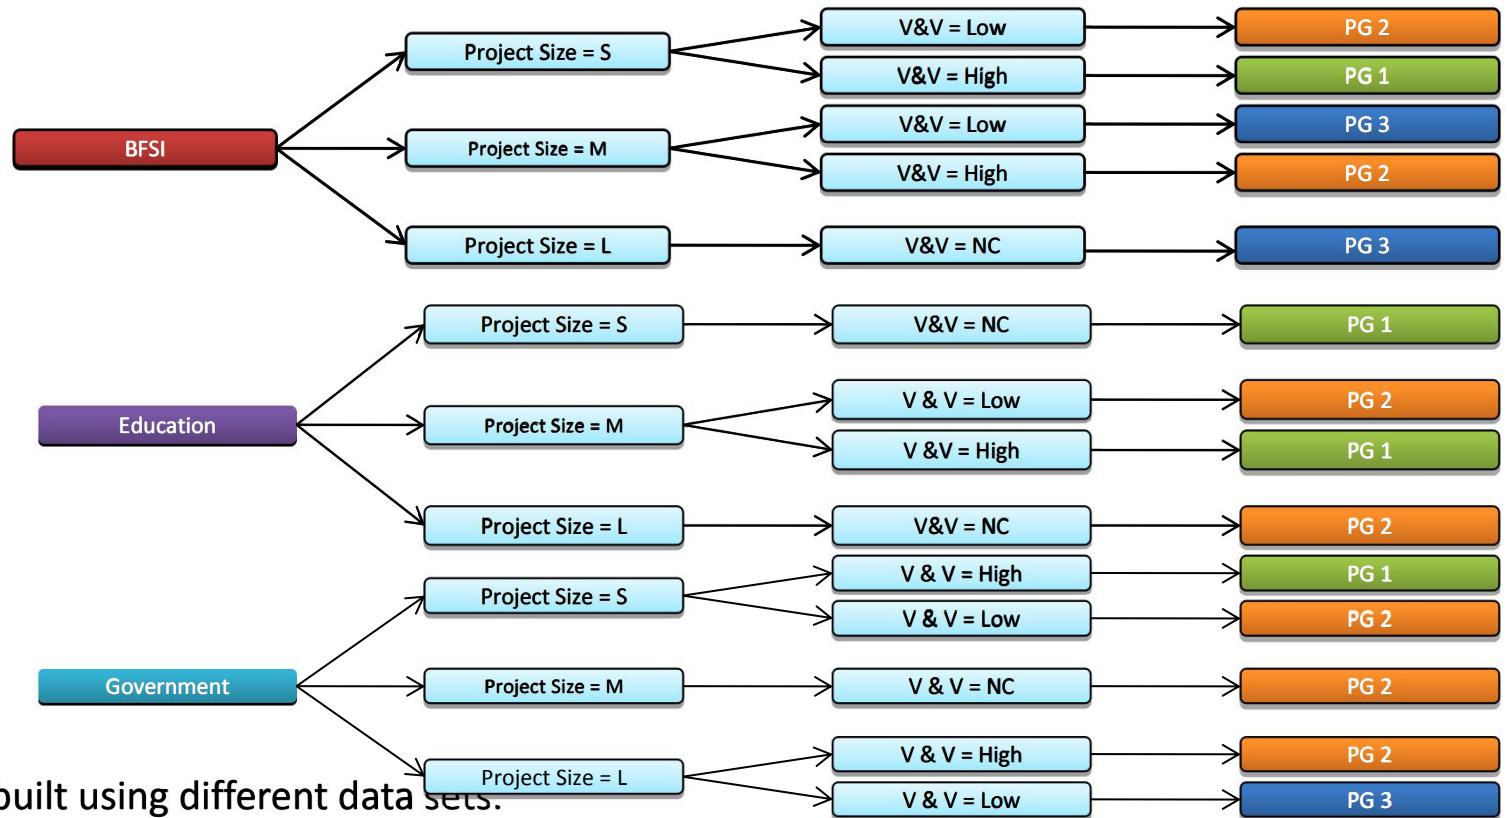 V&V = Low
PG 2
Project Size = S
V&V = High
PG 1
V&V = Low
PG 3
BFSI
Project Size = M
V&V = High
PG 2
Project Size = L
V&V = NC
PG 3
Project Size = S
V&V = NC
PG 1
V & V = Low
PG 2
Education
Project Size = M
V &V = High
PG 1
Project Size = L
V&V = NC
PG 2
V & V = High
PG 1
Project Size = S
V & V = Low
PG 2
Government
Project Size = M
V & V = NC
PG 2
V & V = High
PG 2
Project Size = L
V & V = Low
PG 3
built using different data sets.